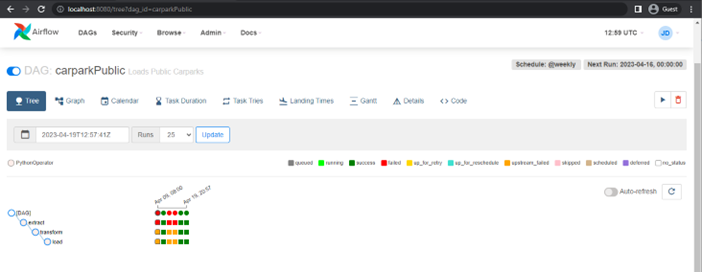 localhost:8080/tree?dag_id=carparkPublic
Guest
Airflow DAGs Security Browse Admin Docs 12:59 UTC JD
DAG: carparkPublic Loads Public Carparks
Schedule: @weekly Next Run: 2023-04-16, 00:00:00
Tree Graph Calendar Task Duration Task Tries Landing Times Gantt Details Code
2023-04-19T12:57:41Z Runs 25 Update
PythonOperator queued running success failed up_for_retry up_for_reschedule upstream_failed skipped scheduled deferred no_status
Auto-refresh
Apr 09, 08:00
Apr 19, 20:57
[DAG]
extract
transform
load